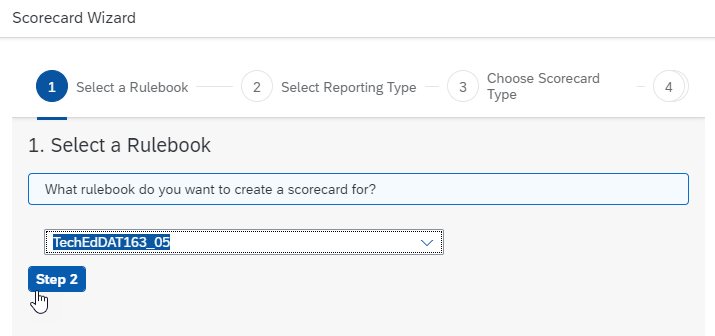 Scorecard Wizard
1 Select a Rulebook
2 Select Reporting Type
3 Choose Scorecard
Type
4
1. Select a Rulebook
What rulebook do you want to create a scorecard for?
TechEdDAT163_05
Step 2